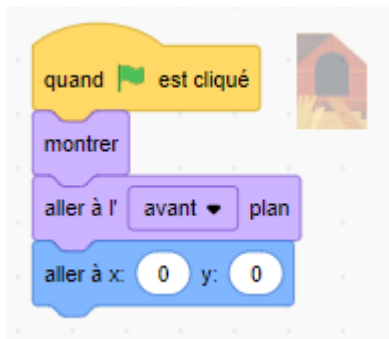 quand est cliqué
montrer
aller à l' avant plan
aller à x: 0 y: 0